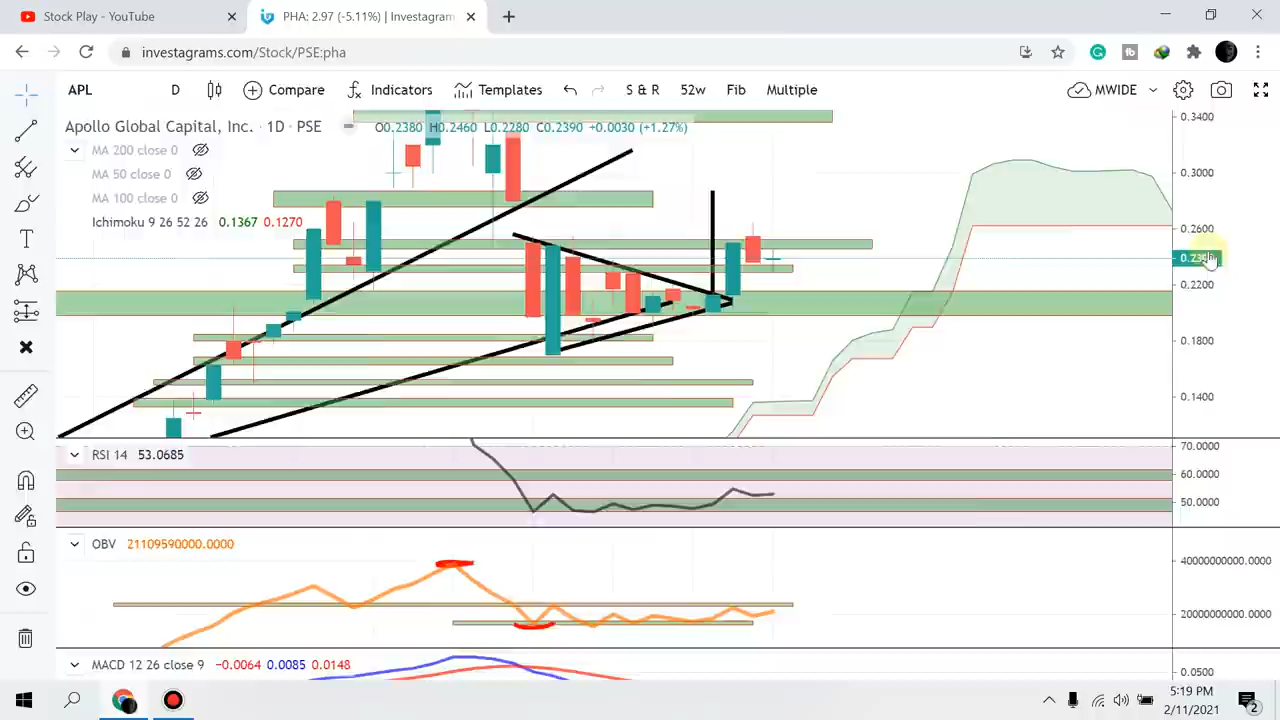 Stock Play - YouTube
PHA: 2.97 (-5.11%) | Investagram
investagrams.com/Stock/PSE:pha
APL D Compare Indicators Templates S & R 52w Fib Multiple MWIDE
Apollo Global Capital, Inc. · 1D · PSE O0.2380 H0.2460 L0.2280 C0.2390 +0.0030 (+1.27%)
MA 200 close 0
MA 50 close 0
MA 100 close 0
Ichimoku 9 26 52 26 0.1367 0.1270
0.3400
0.3000
0.2600
0.2200
0.1800
0.1400
RSI 14 53.0685
70.0000
60.0000
50.0000
OBV 21109590000.0000
40000000000.0000
20000000000.0000
MACD 12 26 close 9 −0.0064 0.0085 0.0148
0.0500
5:19 PM
2/11/2021
2